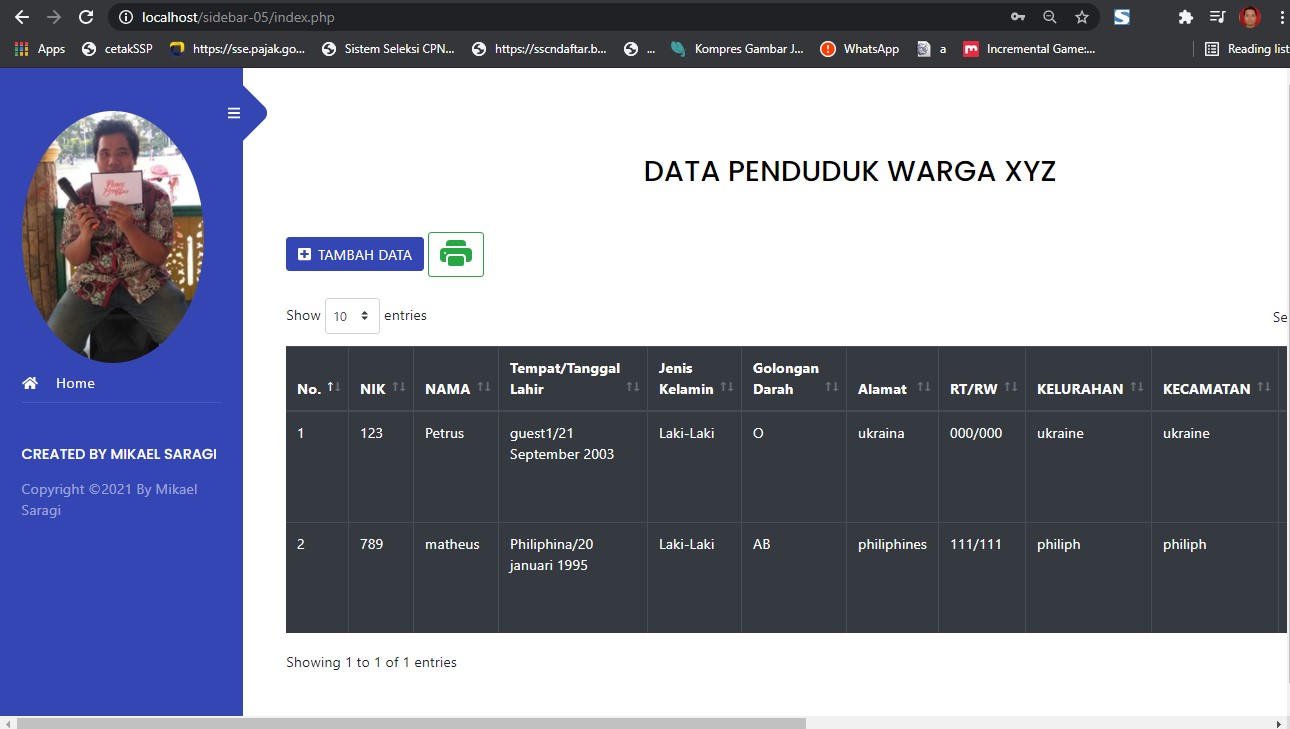 localhost/sidebar-05/index.php
Apps cetakSSP https://sse.pajak.go... Sistem Seleksi CPN... https://sscndaftar.b... ... Kompres Gambar J... WhatsApp a Incremental Game:... Reading list
DATA PENDUDUK WARGA XYZ
TAMBAH DATA
Show 10 entries
Se
No. NIK NAMA Tempat/Tanggal Lahir Jenis Kelamin Golongan Darah Alamat RT/RW KELURAHAN KECAMATAN
1 123 Petrus guest1/21 September 2003 Laki-Laki O ukraina 000/000 ukraine ukraine
2 789 matheus Philiphina/20 januari 1995 Laki-Laki AB philiphines 111/111 philiph philiph
Showing 1 to 1 of 1 entries
Home
CREATED BY MIKAEL SARAGI
Copyright ©2021 By Mikael
Saragi